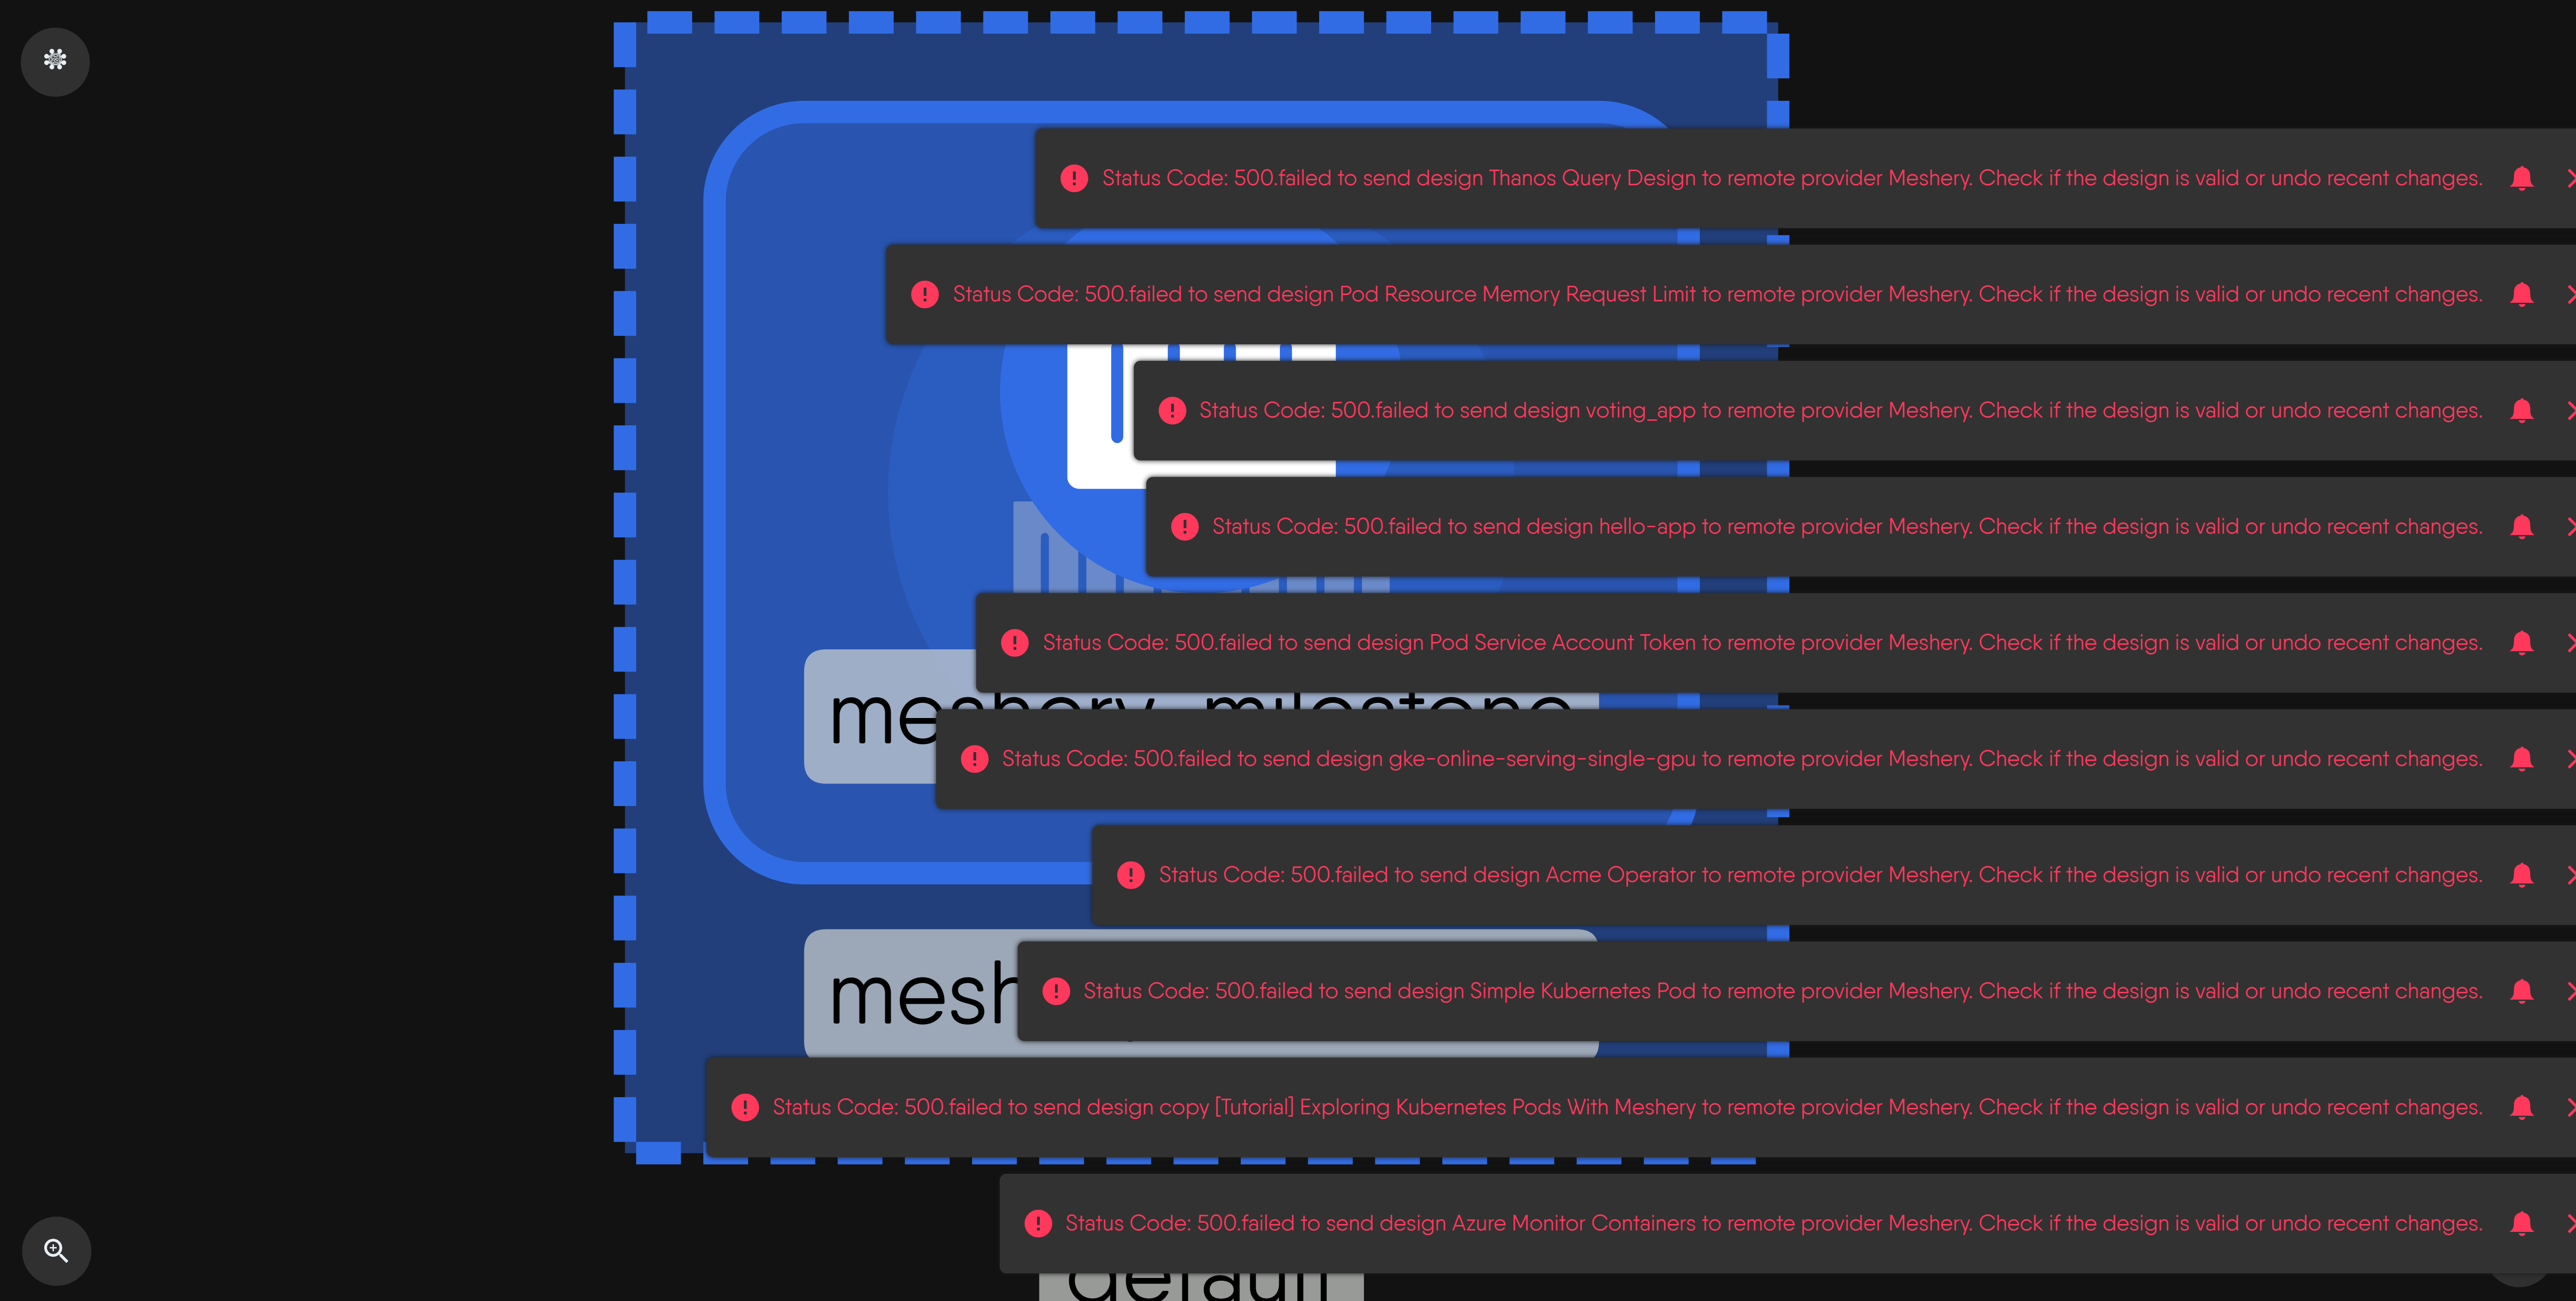 Status Code: 500.failed to send design Thanos Query Design to remote provider Meshery. Check if the design is valid or undo recent changes.
Status Code: 500.failed to send design Pod Resource Memory Request Limit to remote provider Meshery. Check if the design is valid or undo recent changes.
Status Code: 500.failed to send design voting_app to remote provider Meshery. Check if the design is valid or undo recent changes.
Status Code: 500.failed to send design hello-app to remote provider Meshery. Check if the design is valid or undo recent changes.
Status Code: 500.failed to send design Pod Service Account Token to remote provider Meshery. Check if the design is valid or undo recent changes.
meshery-milestone
Status Code: 500.failed to send design gke-online-serving-single-gpu to remote provider Meshery. Check if the design is valid or undo recent changes.
Status Code: 500.failed to send design Acme Operator to remote provider Meshery. Check if the design is valid or undo recent changes.
Status Code: 500.failed to send design Simple Kubernetes Pod to remote provider Meshery. Check if the design is valid or undo recent changes.
Status Code: 500.failed to send design copy [Tutorial] Exploring Kubernetes Pods With Meshery to remote provider Meshery. Check if the design is valid or undo recent changes.
Status Code: 500.failed to send design Azure Monitor Containers to remote provider Meshery. Check if the design is valid or undo recent changes.
default